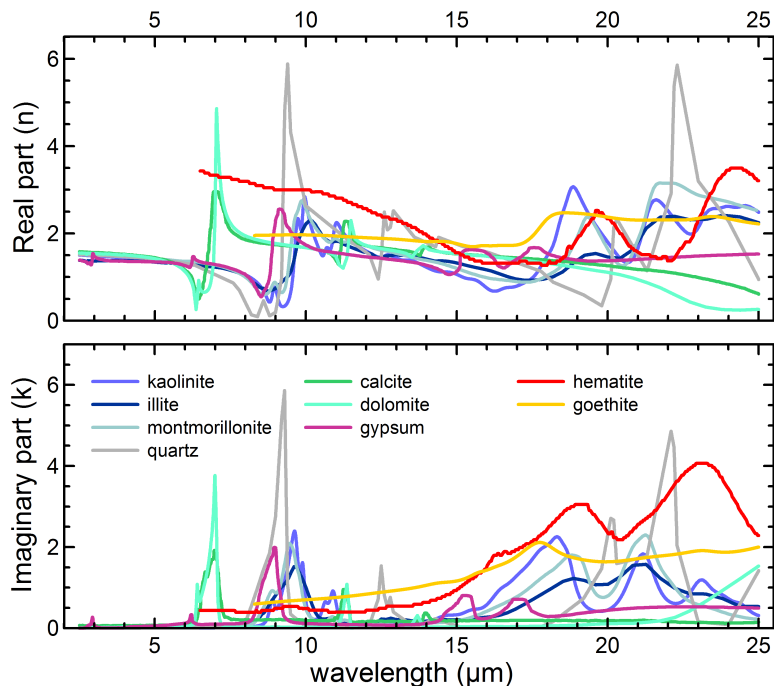 5 10 15 20 25
Real part (n)
6
4
2
0
Imaginary part (k)
6
4
2
0
kaolinite calcite hematite
illite dolomite goethite
montmorillonite gypsum
quartz
5 10 15 20 25
wavelength (µm)